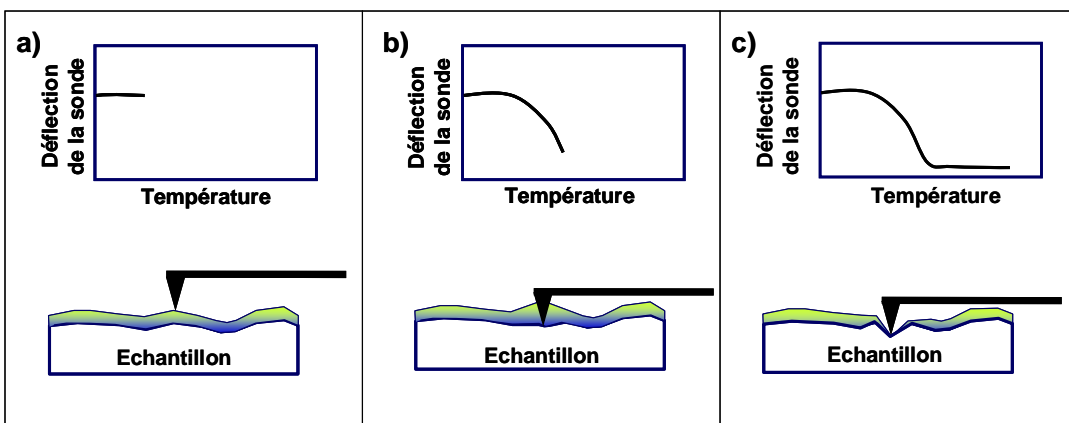 a)
Déflection
de la sonde
Température
Echantillon
b)
Déflection
de la sonde
Température
Echantillon
c)
Déflection
de la sonde
Température
Echantillon